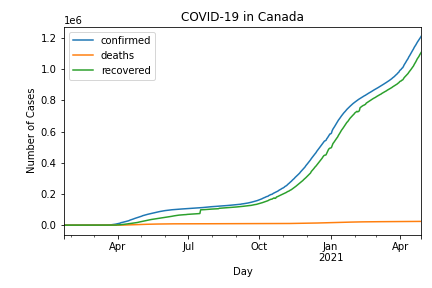 COVID-19 in Canada
1e6
confirmed
deaths
recovered
1.2
1.0
0.8
0.6
0.4
0.2
0.0
Number of Cases
Apr Jul Oct Jan Apr
2021
Day